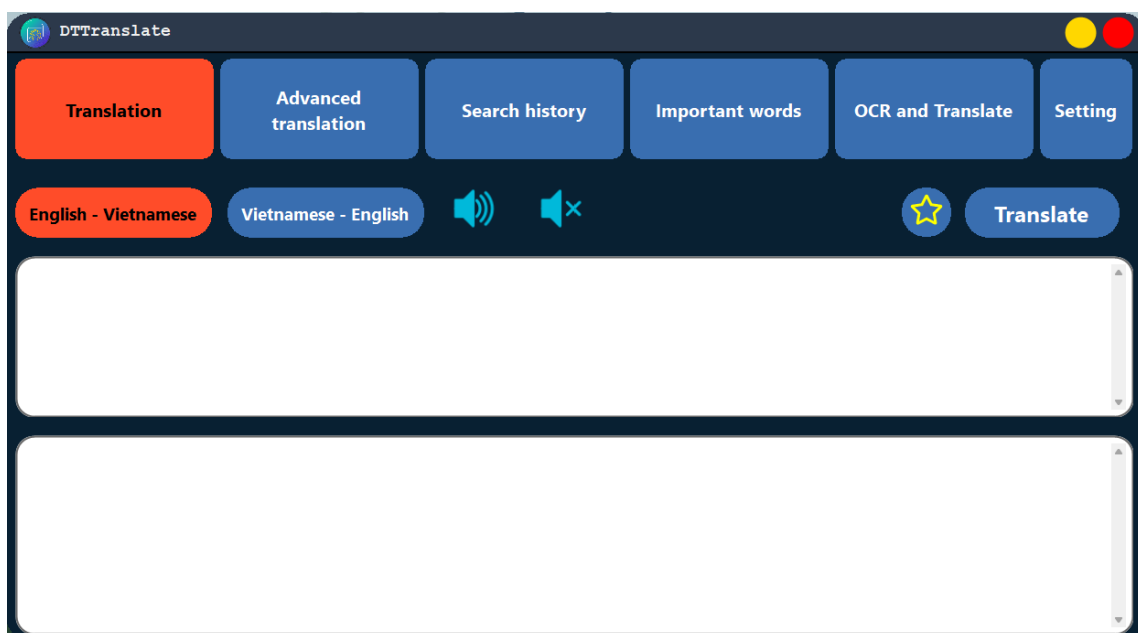 DTTranslate
Translation
Advanced
translation
Search history
Important words
OCR and Translate
Setting
English - Vietnamese
Vietnamese - English
Translate